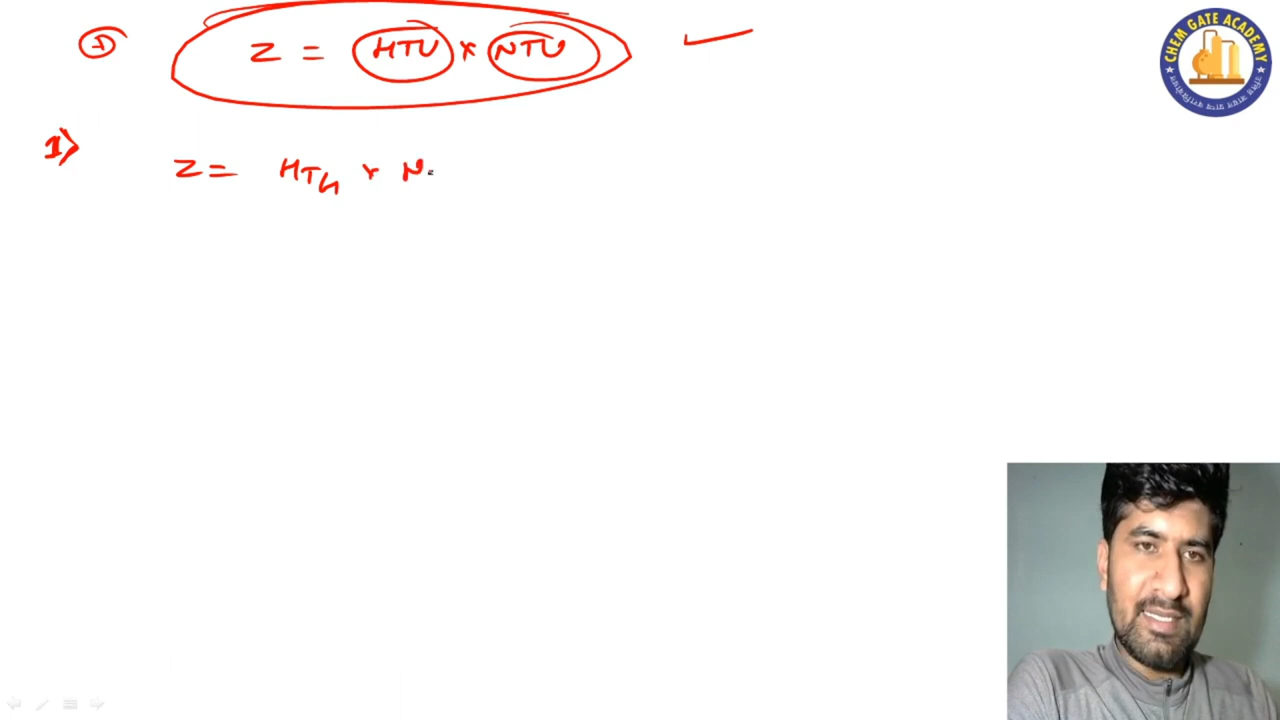 ① Z = HTU × NTU
1) Z = HTG × N
CHEM GATE ACADEMY